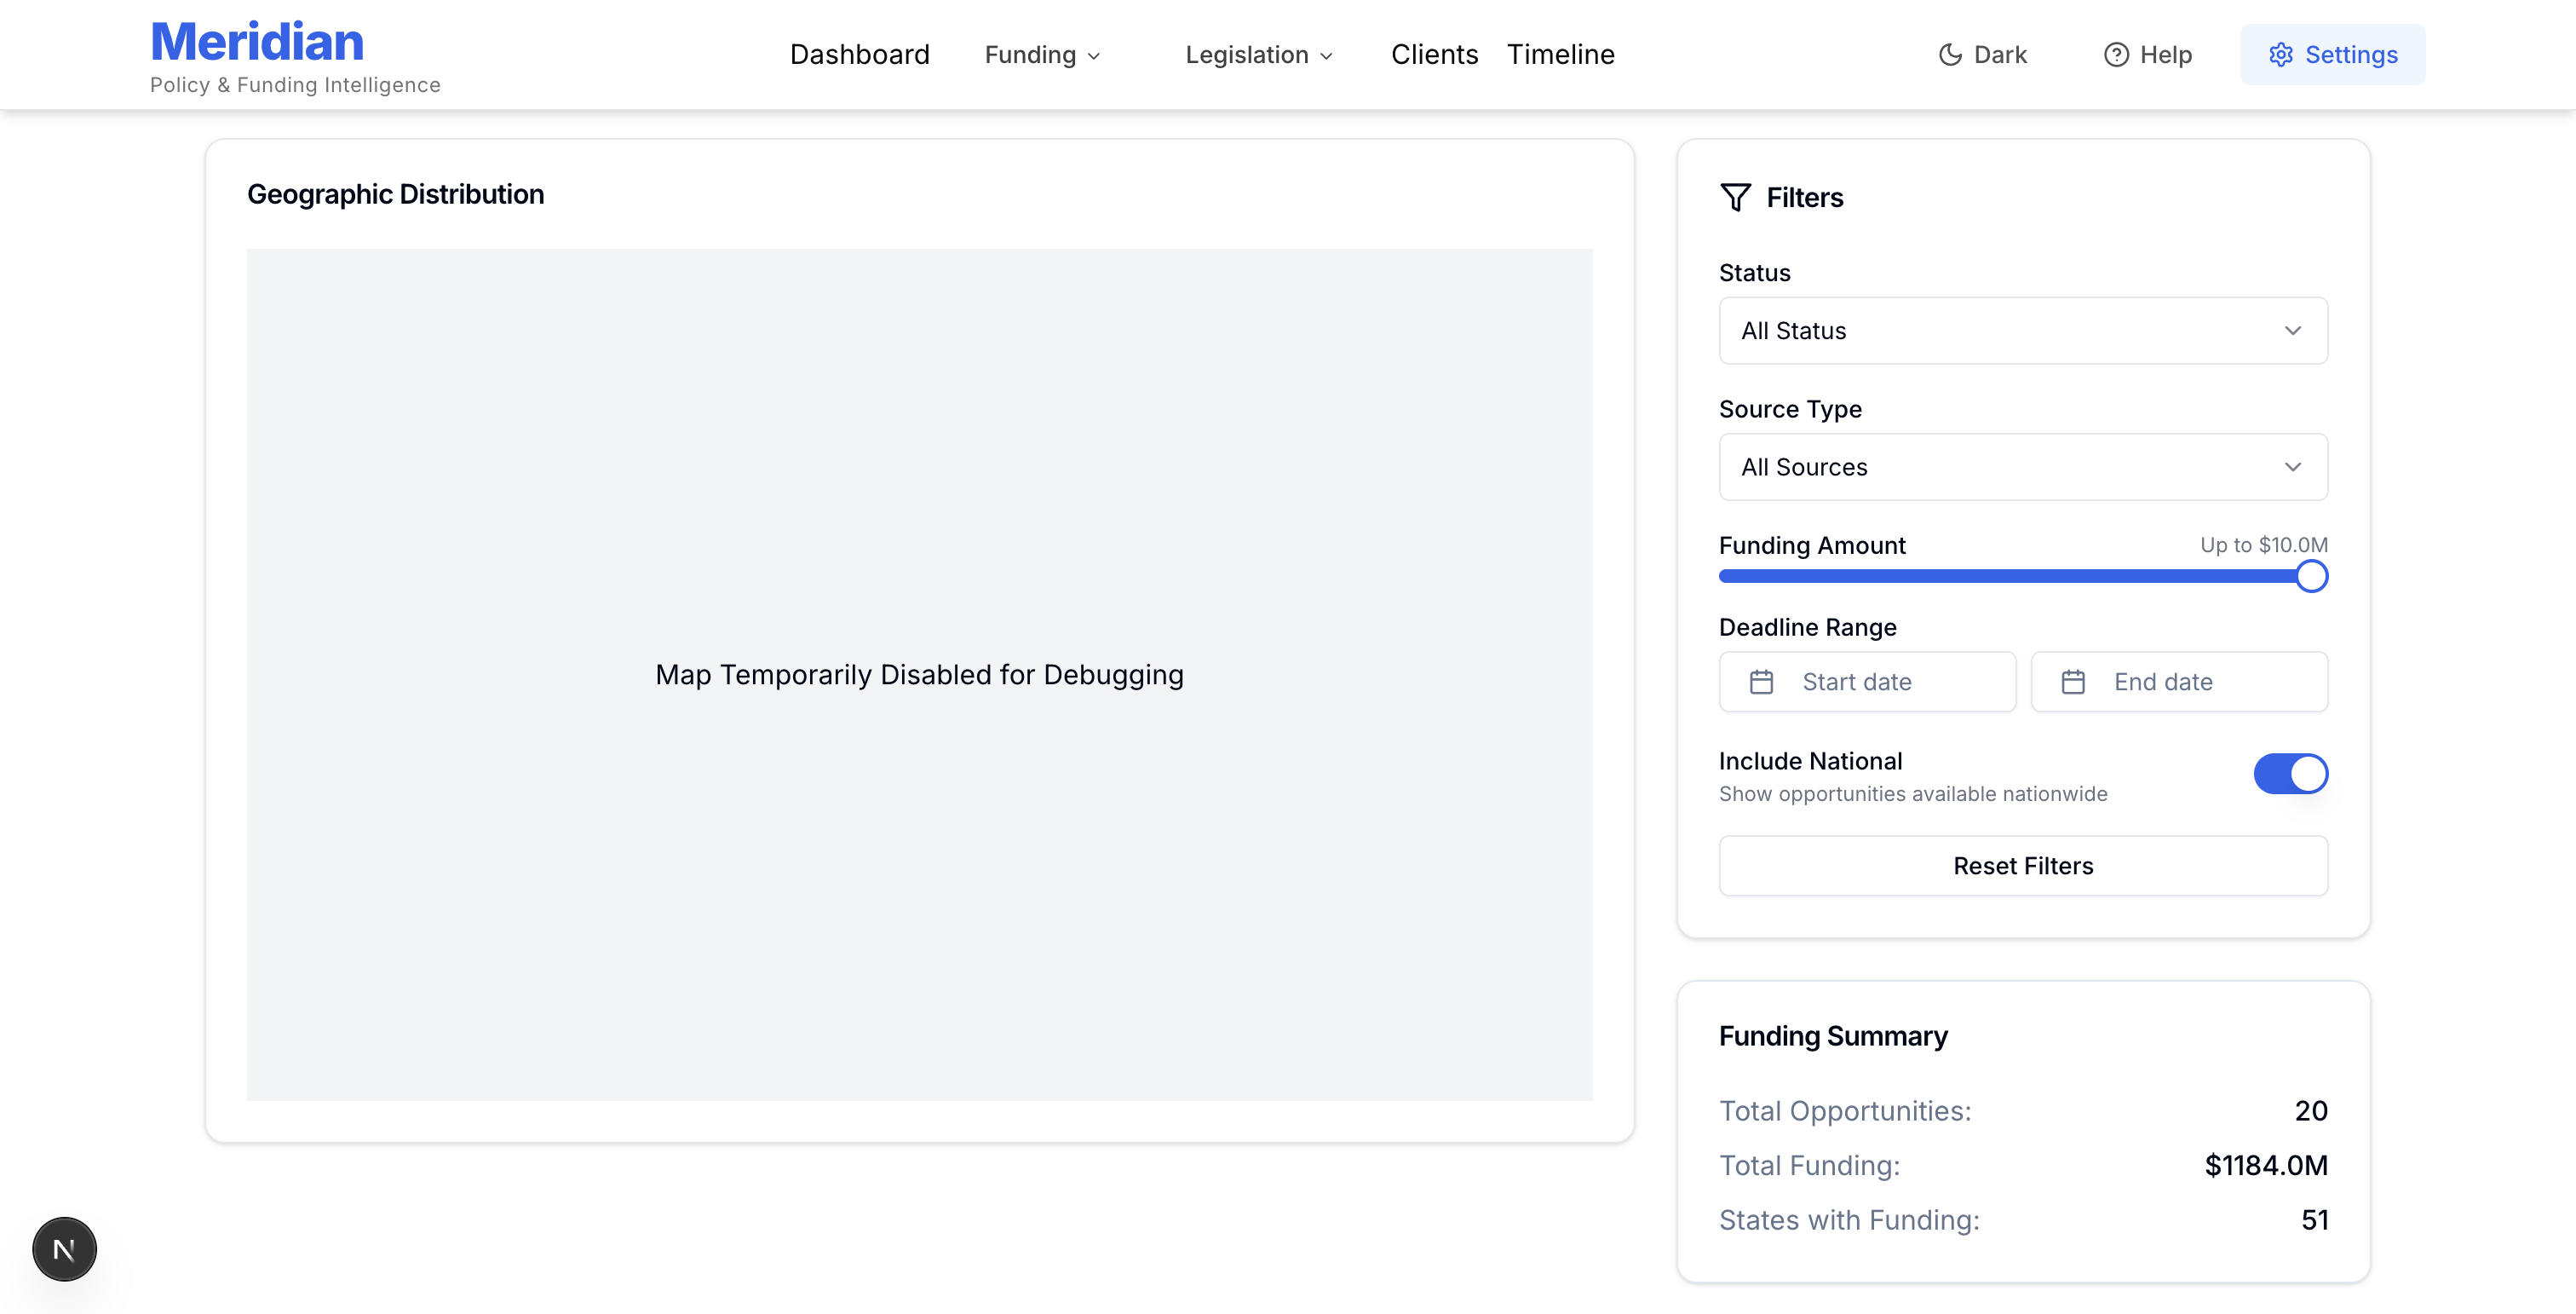 Meridian
Policy & Funding Intelligence
Dashboard
Funding
Legislation
Clients
Timeline
Dark
Help
Settings
Geographic Distribution
Map Temporarily Disabled for Debugging
Filters
Status
All Status
Source Type
All Sources
Funding Amount
Up to $10.0M
Deadline Range
Start date
End date
Include National
Show opportunities available nationwide
Reset Filters
Funding Summary
Total Opportunities: 20
Total Funding: $1184.0M
States with Funding: 51
N